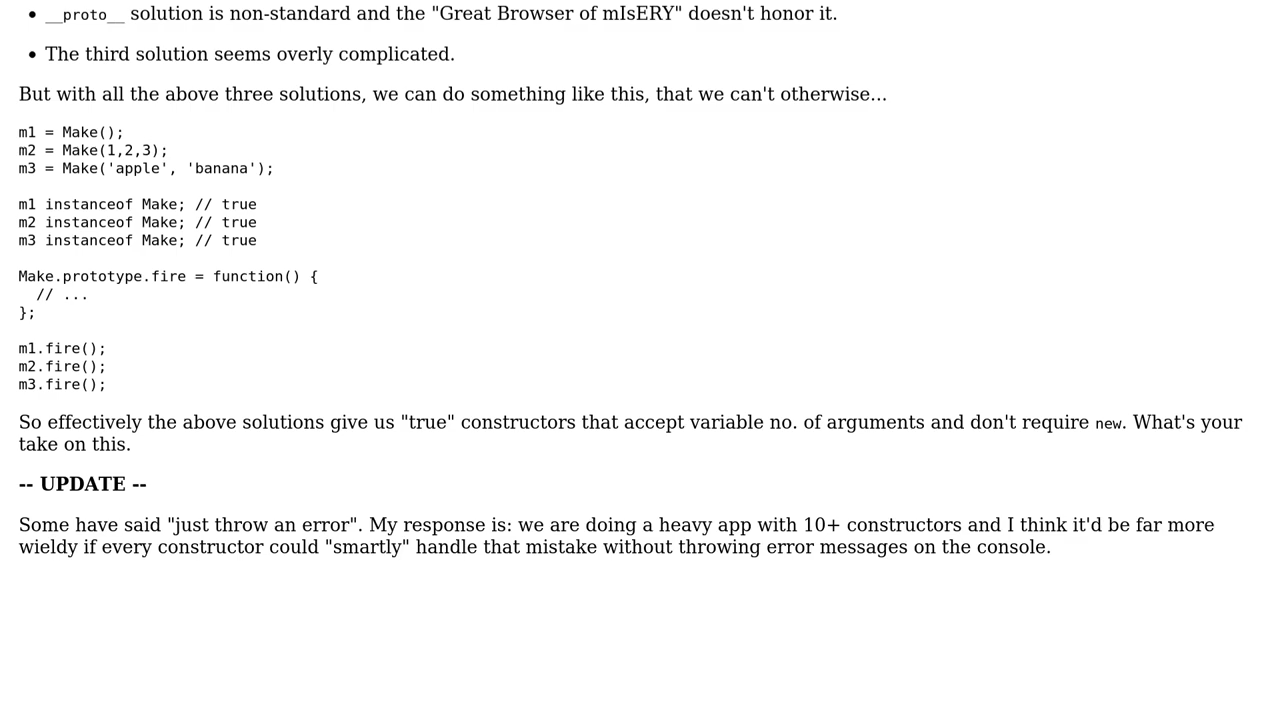 • __proto__ solution is non-standard and the "Great Browser of mIsERY" doesn't honor it.
• The third solution seems overly complicated.
But with all the above three solutions, we can do something like this, that we can't otherwise...
m1 = Make();
m2 = Make(1,2,3);
m3 = Make('apple', 'banana');
m1 instanceof Make; // true
m2 instanceof Make; // true
m3 instanceof Make; // true
Make.prototype.fire = function() {
  // ...
};
m1.fire();
m2.fire();
m3.fire();
So effectively the above solutions give us "true" constructors that accept variable no. of arguments and don't require new. What's your
take on this.
-- UPDATE --
Some have said "just throw an error". My response is: we are doing a heavy app with 10+ constructors and I think it'd be far more
wieldy if every constructor could "smartly" handle that mistake without throwing error messages on the console.